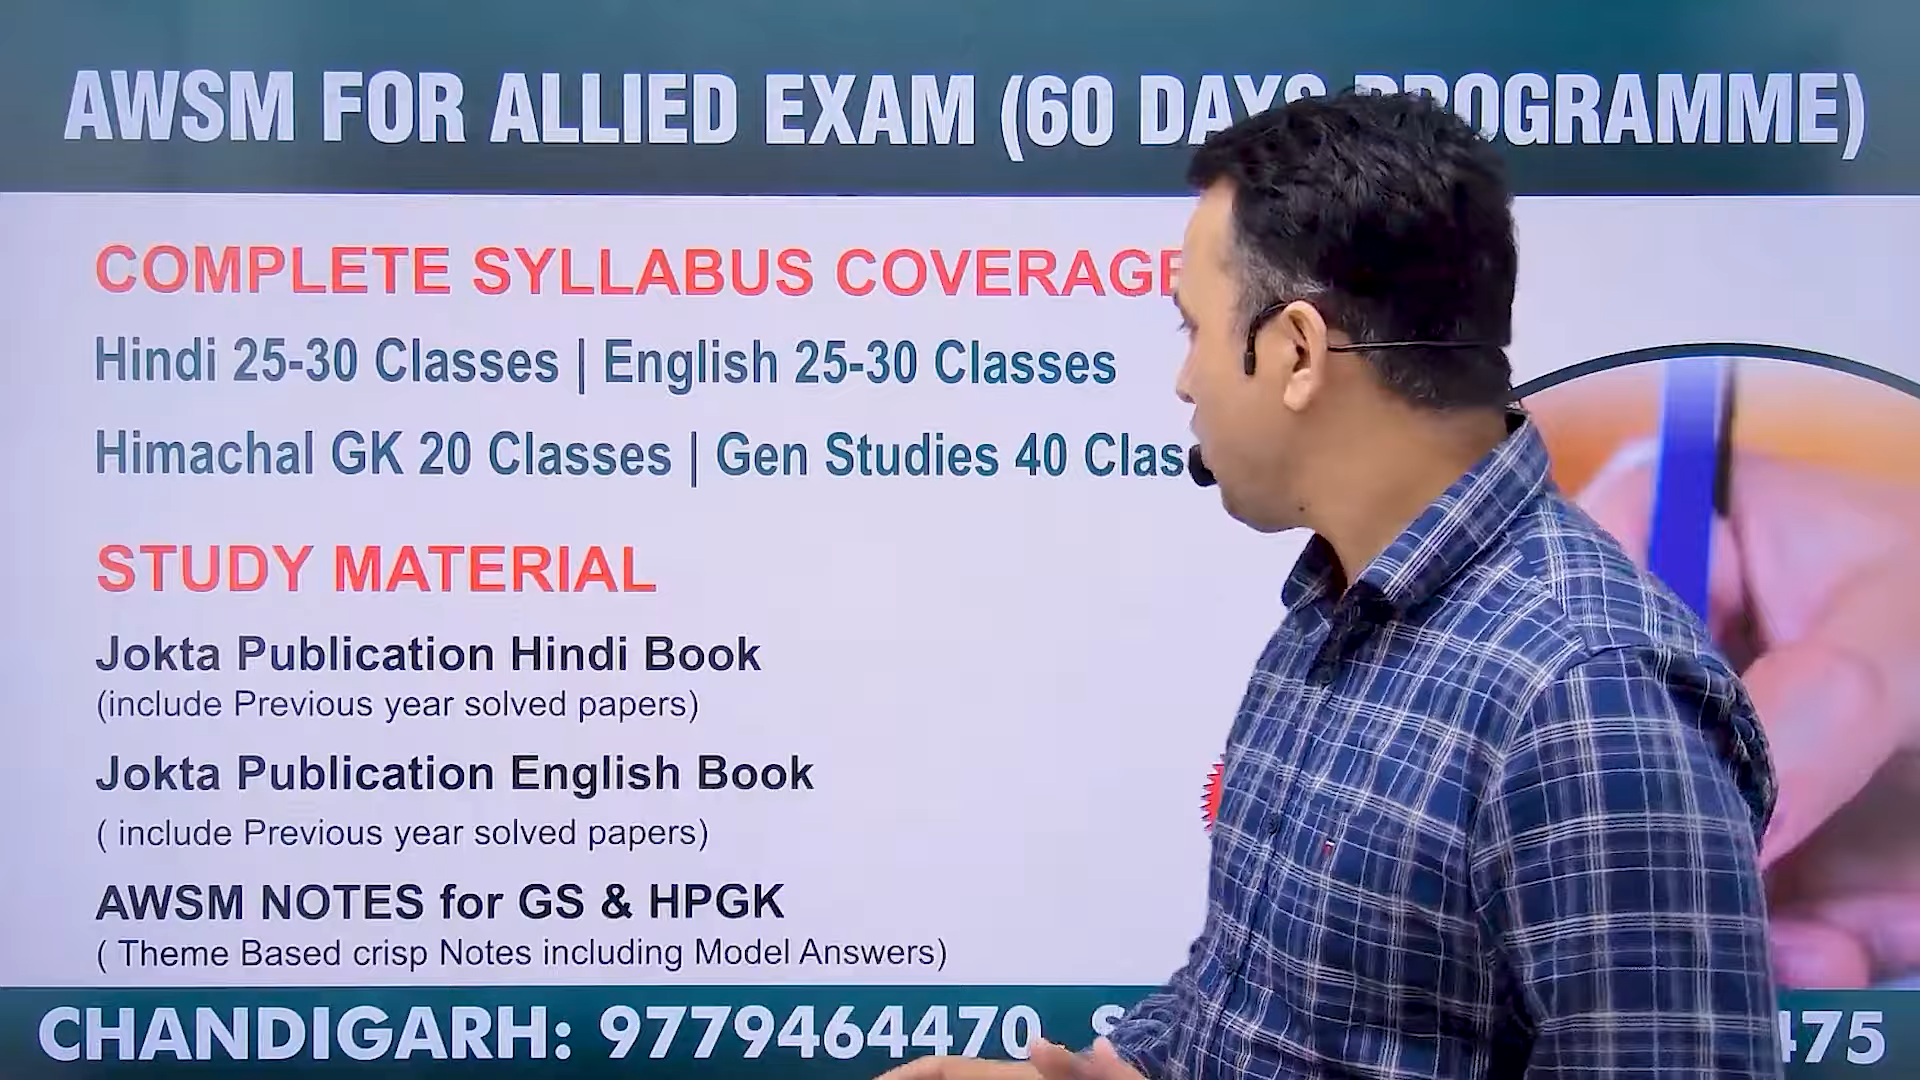 AWSM FOR ALLIED EXAM (60 DAYS PROGRAMME)
COMPLETE SYLLABUS COVERAGE
Hindi 25-30 Classes | English 25-30 Classes
Himachal GK 20 Classes | Gen Studies 40
STUDY MATERIAL
Jokta Publication Hindi Book
(include Previous year solved papers)
Jokta Publication English Book
( include Previous year solved papers)
AWSM NOTES for GS & HPGK
( Theme Based crisp Notes including Model Answers)
CHANDIGARH: 9779464470